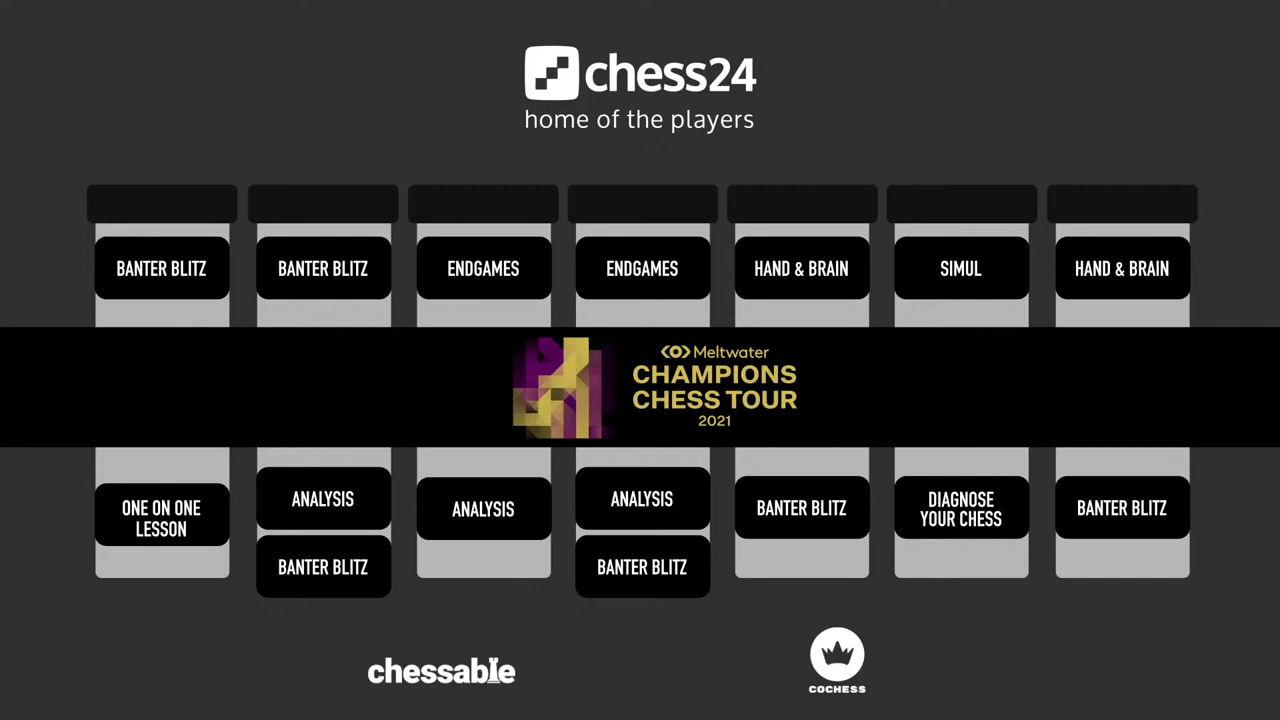 chess24
home of the players
BANTER BLITZ
BANTER BLITZ
ENDGAMES
ENDGAMES
HAND & BRAIN
SIMUL
HAND & BRAIN
Meltwater
CHAMPIONS
CHESS TOUR
2021
ONE ON ONE
LESSON
ANALYSIS
BANTER BLITZ
ANALYSIS
ANALYSIS
BANTER BLITZ
BANTER BLITZ
DIAGNOSE
YOUR CHESS
BANTER BLITZ
chessable
COCHESS